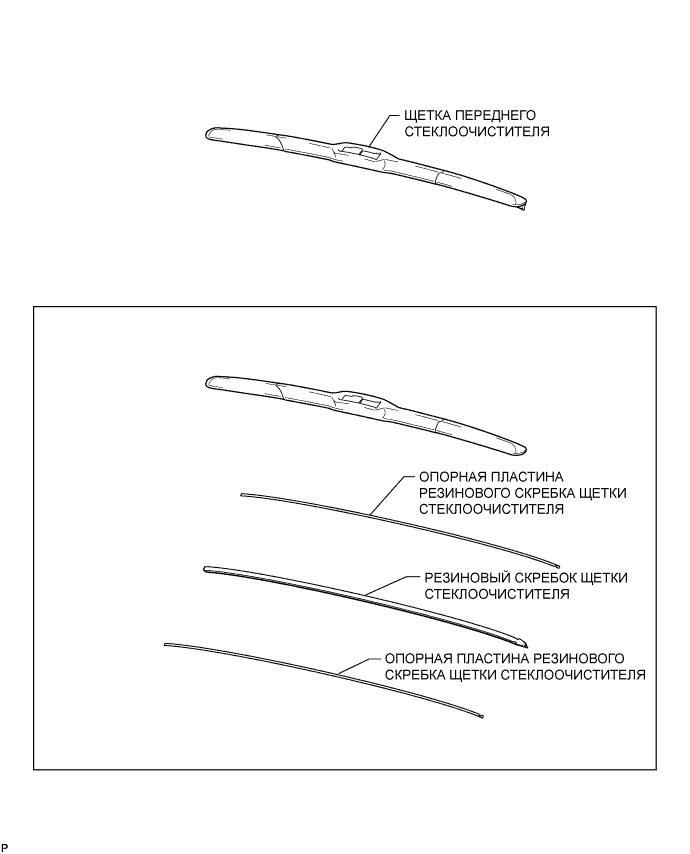 ЩЕТКА ПЕРЕДНЕГО
СТЕКЛООЧИСТИТЕЛЯ
ОПОРНАЯ ПЛАСТИНА
РЕЗИНОВОГО СКРЕБКА ЩЕТКИ
СТЕКЛООЧИСТИТЕЛЯ
РЕЗИНОВЫЙ СКРЕБОК ЩЕТКИ
СТЕКЛООЧИСТИТЕЛЯ
ОПОРНАЯ ПЛАСТИНА РЕЗИНОВОГО
СКРЕБКА ЩЕТКИ СТЕКЛООЧИСТИТЕЛЯ
P